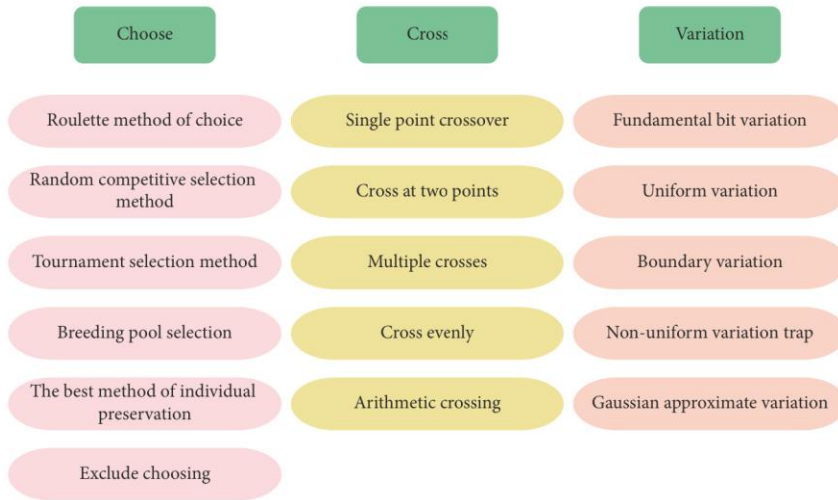 Choose
Cross
Variation
Roulette method of choice
Single point crossover
Fundamental bit variation
Random competitive selection
method
Cross at two points
Uniform variation
Tournament selection method
Multiple crosses
Boundary variation
Breeding pool selection
Cross evenly
Non-uniform variation trap
The best method of individual
preservation
Arithmetic crossing
Gaussian approximate variation
Exclude choosing